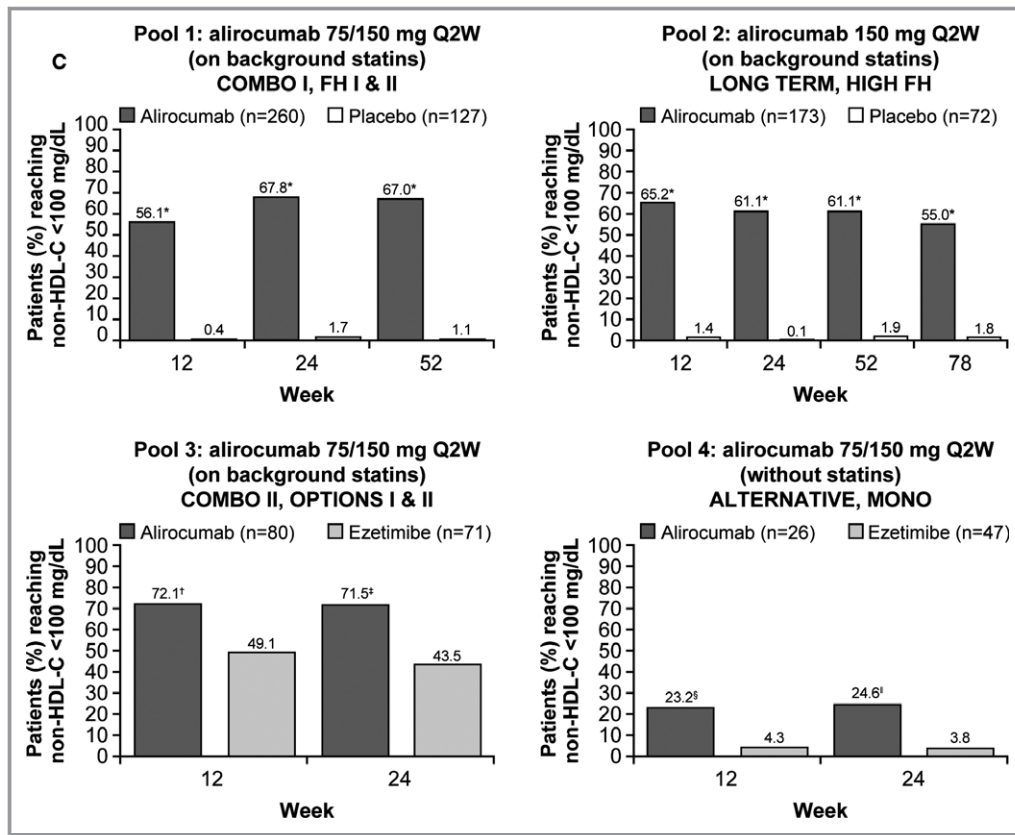 C
Pool 1: alirocumab 75/150 mg Q2W
(on background statins)
COMBO I, FH I & II
Alirocumab (n=260) Placebo (n=127)
Patients (%) reaching
non-HDL-C <100 mg/dL
100
90
80
70
60
50
40
30
20
10
0
56.1*
0.4
67.8*
1.7
67.0*
1.1
12 24 52
Week
Pool 2: alirocumab 150 mg Q2W
(on background statins)
LONG TERM, HIGH FH
Alirocumab (n=173) Placebo (n=72)
Patients (%) reaching
non-HDL-C <100 mg/dL
100
90
80
70
60
50
40
30
20
10
0
65.2*
1.4
61.1*
0.1
61.1*
1.9
55.0*
1.8
12 24 52 78
Week
Pool 3: alirocumab 75/150 mg Q2W
(on background statins)
COMBO II, OPTIONS I & II
Alirocumab (n=80) Ezetimibe (n=71)
Patients (%) reaching
non-HDL-C <100 mg/dL
100
90
80
70
60
50
40
30
20
10
0
72.1†
49.1
71.5‡
43.5
12 24
Week
Pool 4: alirocumab 75/150 mg Q2W
(without statins)
ALTERNATIVE, MONO
Alirocumab (n=26) Ezetimibe (n=47)
Patients (%) reaching
non-HDL-C <100 mg/dL
100
90
80
70
60
50
40
30
20
10
0
23.2§
4.3
24.6‖
3.8
12 24
Week